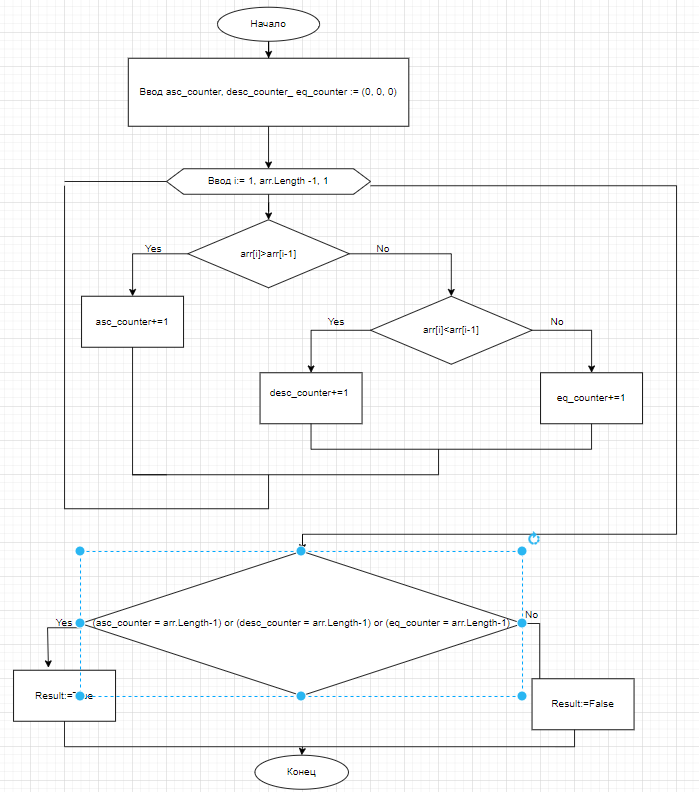 Начало
Ввод asc_counter, desc_counter_ eq_counter := (0, 0, 0)
Ввод i:= 1, arr.Length -1, 1
arr[i]>arr[i-1]
Yes
No
asc_counter+=1
arr[i]<arr[i-1]
Yes
No
desc_counter+=1
eq_counter+=1
(asc_counter = arr.Length-1) or (desc_counter = arr.Length-1) or (eq_counter = arr.Length-1)
Yes
No
Result:=True
Result:=False
Конец